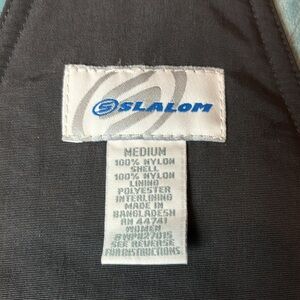 SLALOM
MEDIUM
100% NYLON
SHELL
100% NYLON
LINING
POLYESTER
INTERLINING
MADE IN
BANGLADESH
RN 44741
WOMEN
SEE REVERSE
FOR INSTRUCTIONS